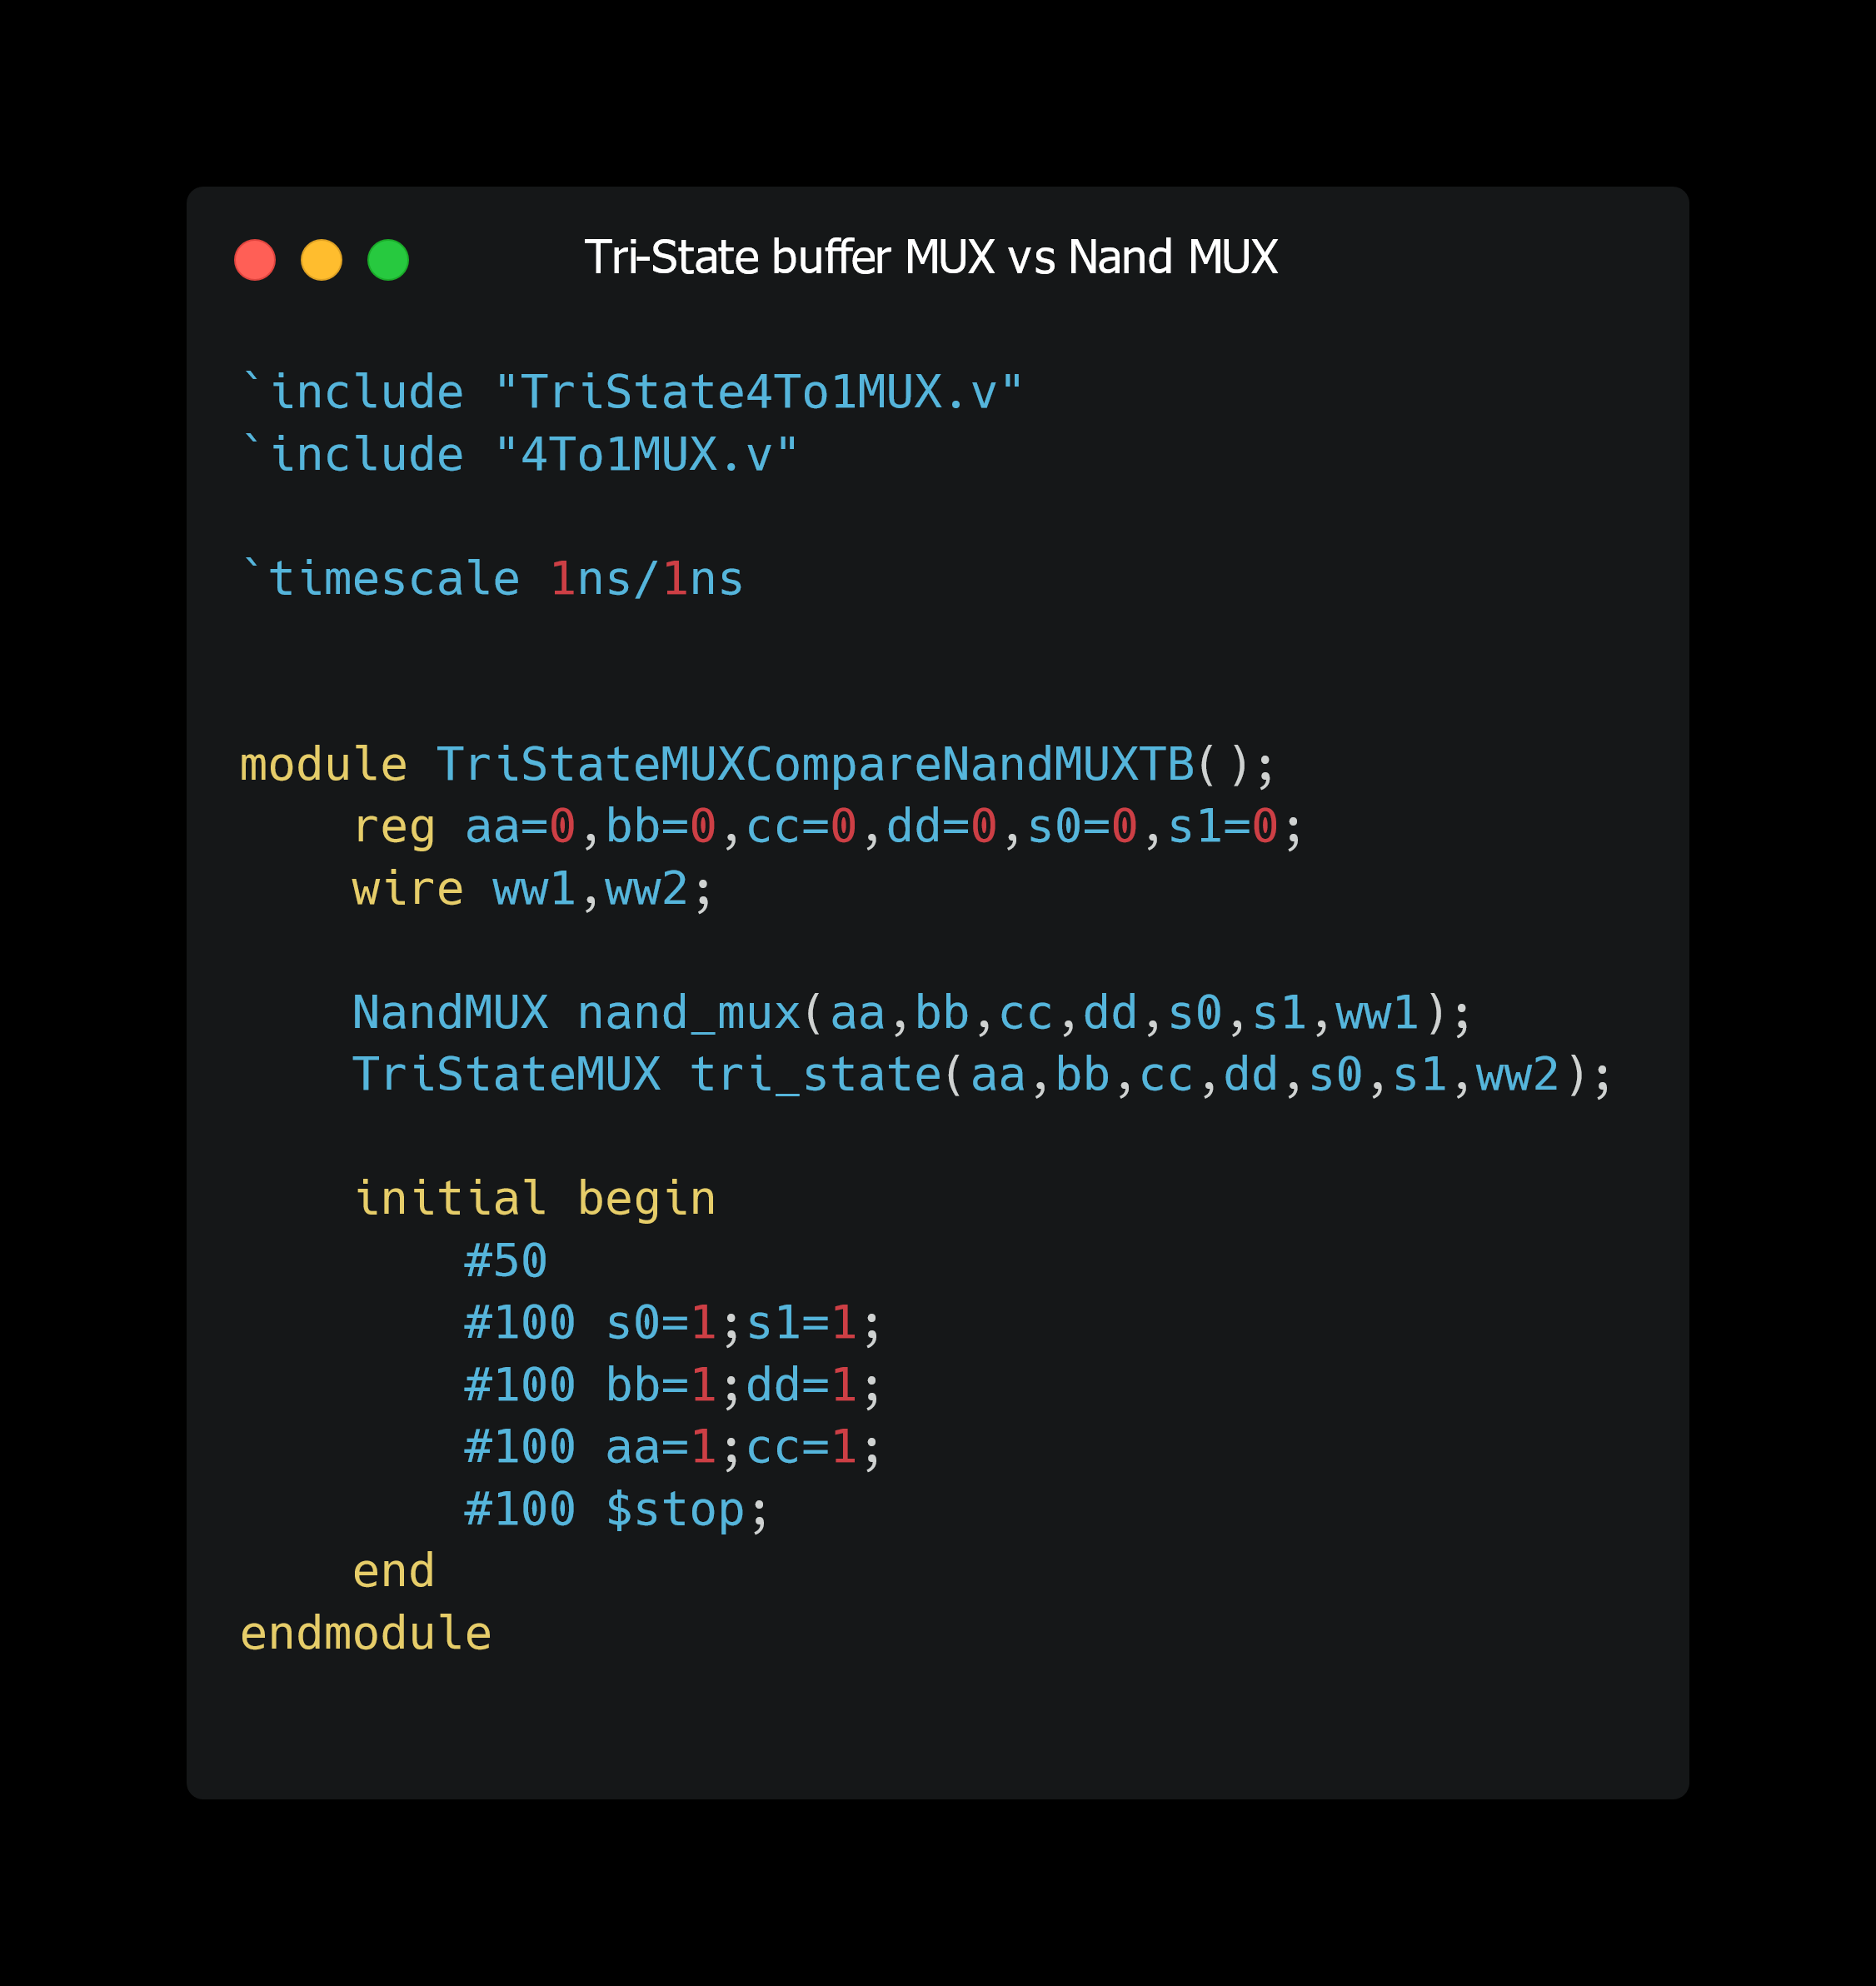 Tri-State buffer MUX vs Nand MUX
`include "TriState4To1MUX.v"
`include "4To1MUX.v"
`timescale 1ns/1ns
module TriStateMUXCompareNandMUXTB();
reg aa=0,bb=0,cc=0,dd=0,s0=0,s1=0;
wire ww1,ww2;
NandMUX nand_mux(aa,bb,cc,dd,s0,s1,ww1);
TriStateMUX tri_state(aa,bb,cc,dd,s0,s1,ww2);
initial begin
#50
#100 s0=1;s1=1;
#100 bb=1;dd=1;
#100 aa=1;cc=1;
#100 $stop;
end
endmodule